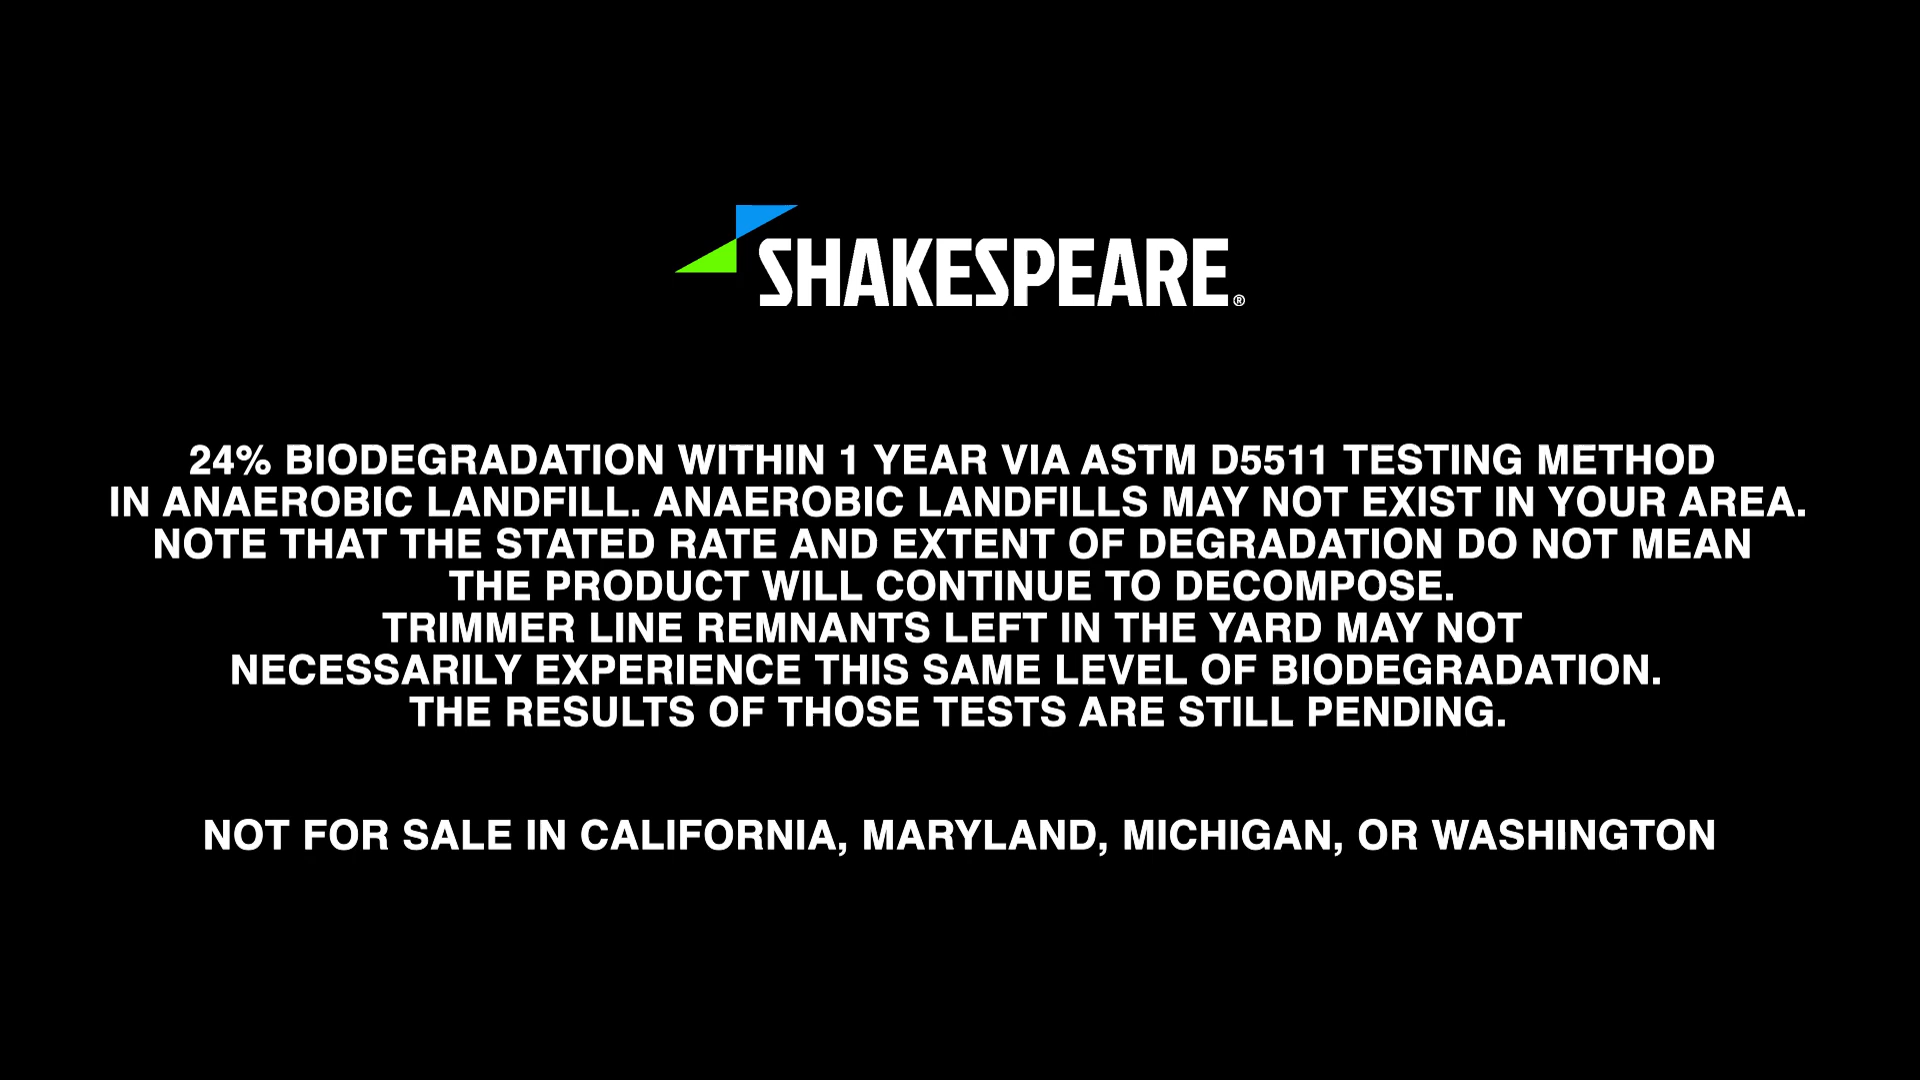 SHAKESPEARE®
24% BIODEGRADATION WITHIN 1 YEAR VIA ASTM D5511 TESTING METHOD
IN ANAEROBIC LANDFILL. ANAEROBIC LANDFILLS MAY NOT EXIST IN YOUR AREA.
NOTE THAT THE STATED RATE AND EXTENT OF DEGRADATION DO NOT MEAN
THE PRODUCT WILL CONTINUE TO DECOMPOSE.
TRIMMER LINE REMNANTS LEFT IN THE YARD MAY NOT
NECESSARILY EXPERIENCE THIS SAME LEVEL OF BIODEGRADATION.
THE RESULTS OF THOSE TESTS ARE STILL PENDING.
NOT FOR SALE IN CALIFORNIA, MARYLAND, MICHIGAN, OR WASHINGTON